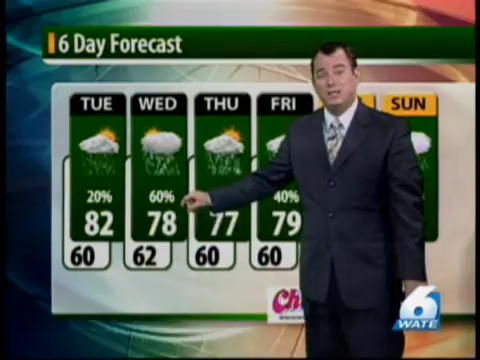 6 Day Forecast
TUE WED THU FRI SUN
20% 60% 40%
82 78 77 79
60 62 60 60
Ch
6
WATE